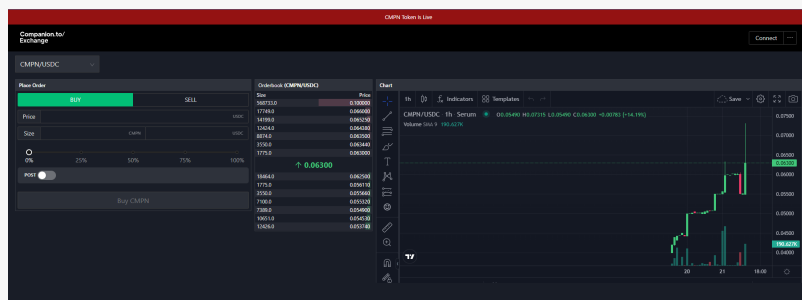 CMPN Token is Live
Companion.to/
Exchange
Connect
CMPN/USDC
Place Order
BUY SELL
Price USDC
Size CMPN USDC
0% 25% 50% 75% 100%
POST
Buy CMPN
Orderbook (CMPN/USDC)
Size Price
568733.0 0.100000
17749.0 0.066000
14199.0 0.065250
12424.0 0.064380
8874.0 0.063500
3550.0 0.063440
1775.0 0.063000
↑ 0.06300
18464.0 0.062500
1775.0 0.056110
3550.0 0.055660
7100.0 0.055320
7389.0 0.054900
10651.0 0.054530
12426.0 0.053740
Chart
1h Indicators Templates Save
CMPN/USDC 1h Serum O0.05490 H0.07315 L0.05490 C0.06300 +0.00783 (+14.19%)
Volume SMA 9 190.627K
0.07500
0.07000
0.06500
0.06300
0.06000
0.05500
0.05000
0.04500
190.627K
0.04000
20 21 18:00